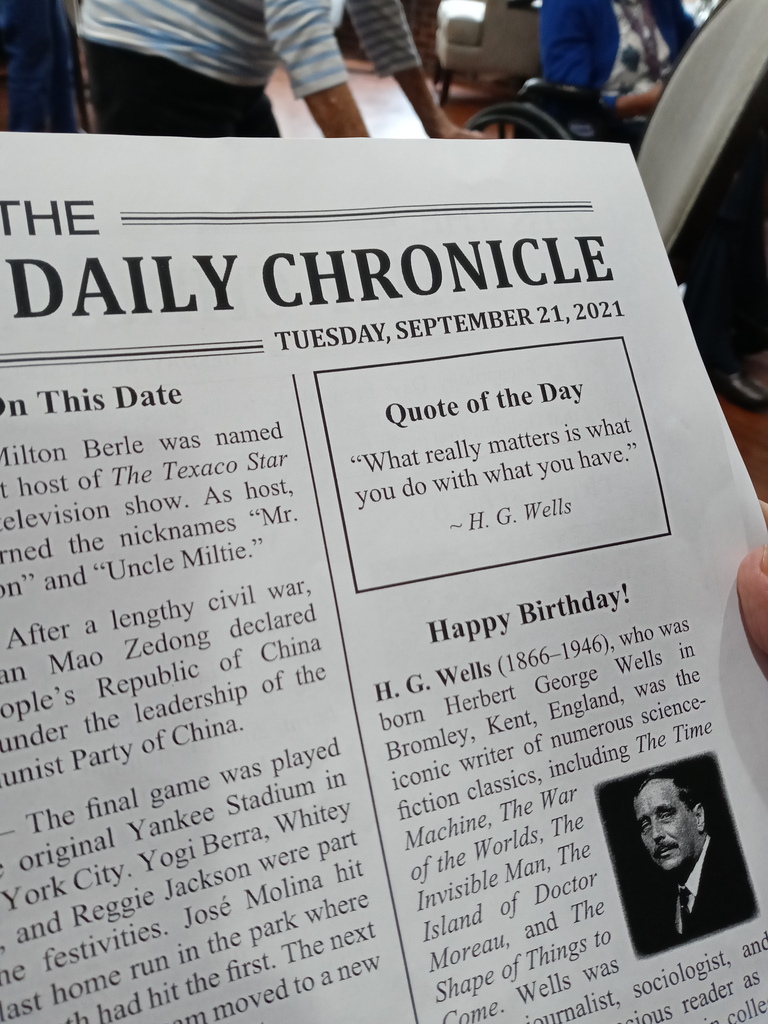 THE
DAILY CHRONICLE
TUESDAY, SEPTEMBER 21, 2021
On This Date
Milton Berle was named
t host of The Texaco Star
television show. As host,
rned the nicknames “Mr.
on” and “Uncle Miltie.”
After a lengthy civil war,
an Mao Zedong declared
ople’s Republic of China
under the leadership of the
unist Party of China.
– The final game was played
e original Yankee Stadium in
York City. Yogi Berra, Whitey
, and Reggie Jackson were part
he festivities. José Molina hit
last home run in the park where
th had hit the first. The next
am moved to a new
Quote of the Day
“What really matters is what
you do with what you have.”
~ H. G. Wells
Happy Birthday!
H. G. Wells (1866–1946), who was
born Herbert George Wells in
Bromley, Kent, England, was the
iconic writer of numerous science-
fiction classics, including The Time
Machine, The War
of the Worlds, The
Invisible Man, The
Island of Doctor
Moreau, and The
Shape of Things to
Come. Wells was
journalist, sociologist, and
cious reader as
in colle